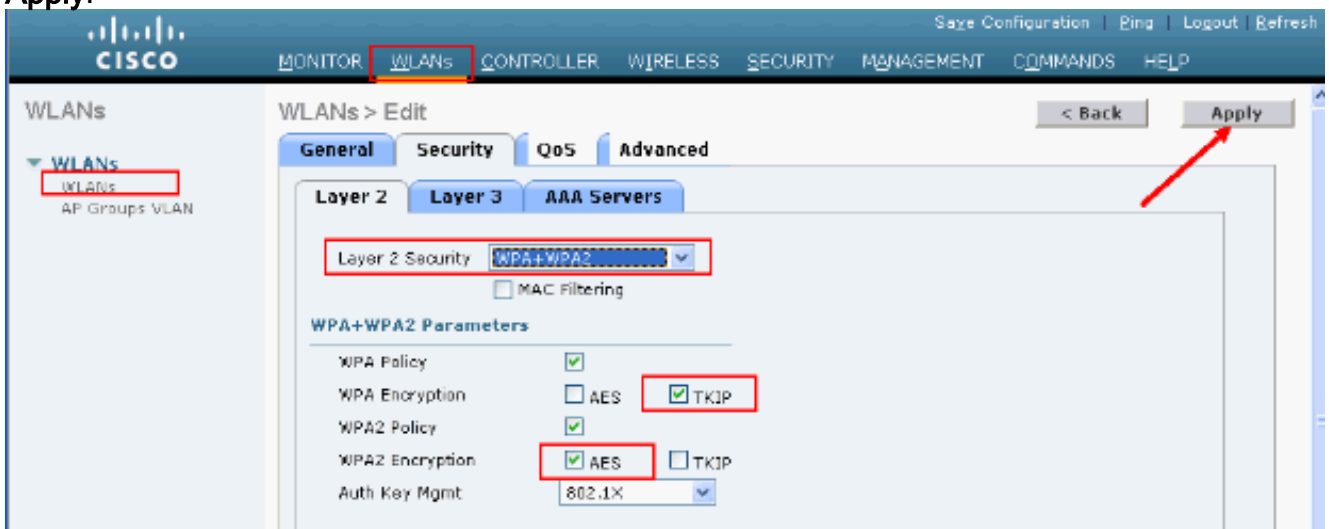 Apply.
Save Configuration | Ping | Logout | Refresh
CISCO
MONITOR WLANs CONTROLLER WIRELESS SECURITY MANAGEMENT COMMANDS HELP
WLANs
WLANs > Edit
< Back
Apply
General Security QoS Advanced
WLANs
WLANs
AP Groups VLAN
Layer 2 Layer 3 AAA Servers
Layer 2 Security WPA+WPA2
MAC Filtering
WPA+WPA2 Parameters
WPA Policy
WPA Encryption AES TKIP
WPA2 Policy
WPA2 Encryption AES TKIP
Auth Key Mgmt 802.1X